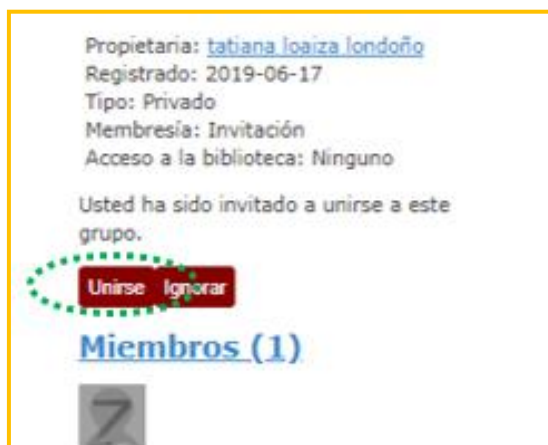 Propietaria: tatiana loaiza londoño
Registrado: 2019-06-17
Tipo: Privado
Membresía: Invitación
Acceso a la biblioteca: Ninguno
Usted ha sido invitado a unirse a este
grupo.
Unirse Ignorar
Miembros (1)
Z